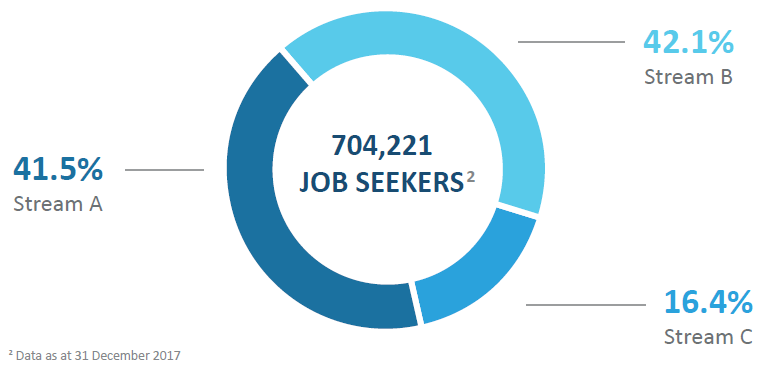 42.1%
Stream B
704,221
JOB SEEKERS²
41.5%
Stream A
16.4%
Stream C
² Data as at 31 December 2017